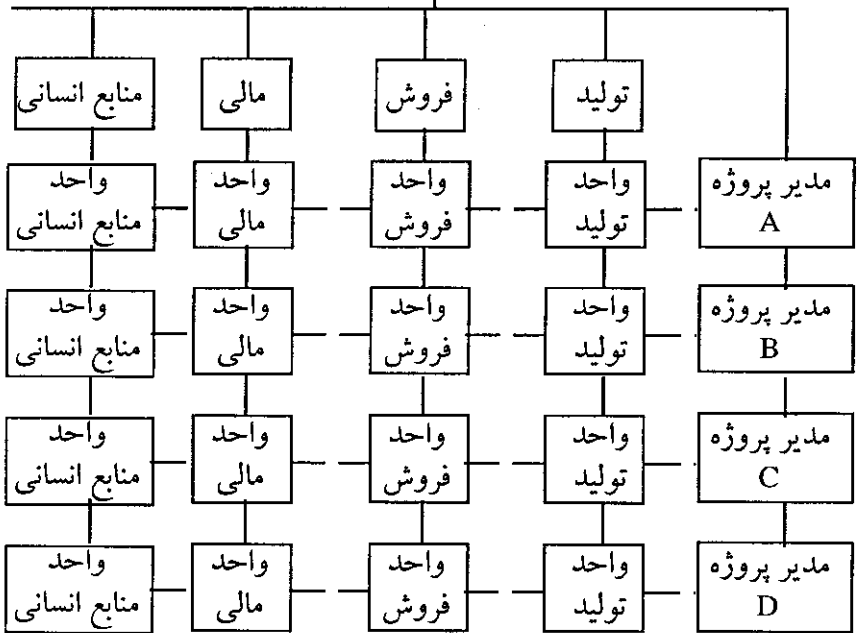 تولید
فروش
مالی
منابع انسانی
مدیر پروژه
A
واحد
تولید
واحد
فروش
واحد
مالی
واحد
منابع انسانی
مدیر پروژه
B
واحد
تولید
واحد
فروش
واحد
مالی
واحد
منابع انسانی
مدیر پروژه
C
واحد
تولید
واحد
فروش
واحد
مالی
واحد
منابع انسانی
مدیر پروژه
D
واحد
تولید
واحد
فروش
واحد
مالی
واحد
منابع انسانی